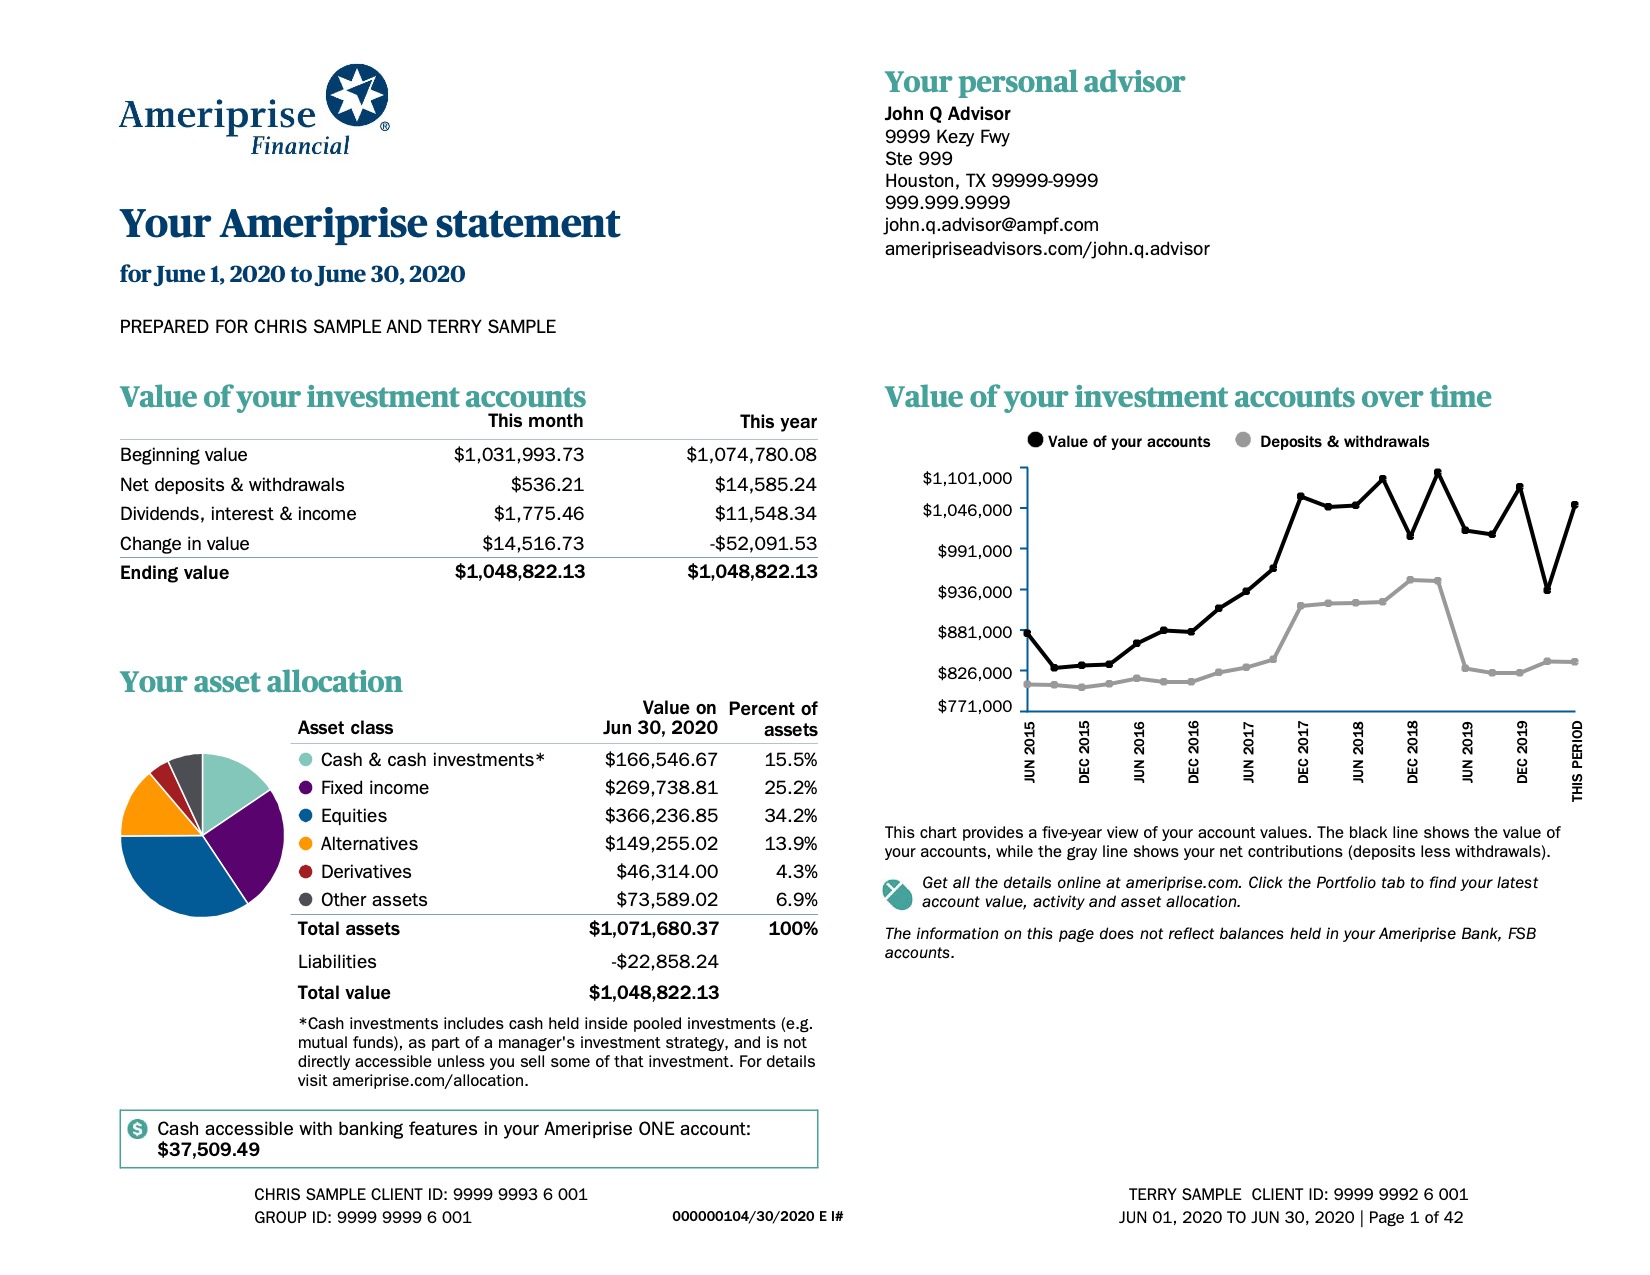 Ameriprise
Financial
®
Your Ameriprise statement
for June 1, 2020 to June 30, 2020
PREPARED FOR CHRIS SAMPLE AND TERRY SAMPLE
Your personal advisor
John Q Advisor
9999 Kezy Fwy
Ste 999
Houston, TX 99999-9999
999.999.9999
john.q.advisor@ampf.com
ameripriseadvisors.com/john.q.advisor
Value of your investment accounts
This month This year
Beginning value $1,031,993.73 $1,074,780.08
Net deposits & withdrawals $536.21 $14,585.24
Dividends, interest & income $1,775.46 $11,548.34
Change in value $14,516.73 -$52,091.53
Ending value $1,048,822.13 $1,048,822.13
Your asset allocation
Value on Percent of
Asset class Jun 30, 2020 assets
Cash & cash investments* $166,546.67 15.5%
Fixed income $269,738.81 25.2%
Equities $366,236.85 34.2%
Alternatives $149,255.02 13.9%
Derivatives $46,314.00 4.3%
Other assets $73,589.02 6.9%
Total assets $1,071,680.37 100%
Liabilities -$22,858.24
Total value $1,048,822.13
*Cash investments includes cash held inside pooled investments (e.g.
mutual funds), as part of a manager's investment strategy, and is not
directly accessible unless you sell some of that investment. For details
visit ameriprise.com/allocation.
$ Cash accessible with banking features in your Ameriprise ONE account:
$37,509.49
Value of your investment accounts over time
Value of your accounts Deposits & withdrawals
$1,101,000
$1,046,000
$991,000
$936,000
$881,000
$826,000
$771,000
JUN 2015
DEC 2015
JUN 2016
DEC 2016
JUN 2017
DEC 2017
JUN 2018
DEC 2018
JUN 2019
DEC 2019
THIS PERIOD
This chart provides a five-year view of your account values. The black line shows the value of
your accounts, while the gray line shows your net contributions (deposits less withdrawals).
Get all the details online at ameriprise.com. Click the Portfolio tab to find your latest
account value, activity and asset allocation.
The information on this page does not reflect balances held in your Ameriprise Bank, FSB
accounts.
CHRIS SAMPLE CLIENT ID: 9999 9993 6 001
GROUP ID: 9999 9999 6 001
000000104/30/2020 E I#
TERRY SAMPLE CLIENT ID: 9999 9992 6 001
JUN 01, 2020 TO JUN 30, 2020 | Page 1 of 42